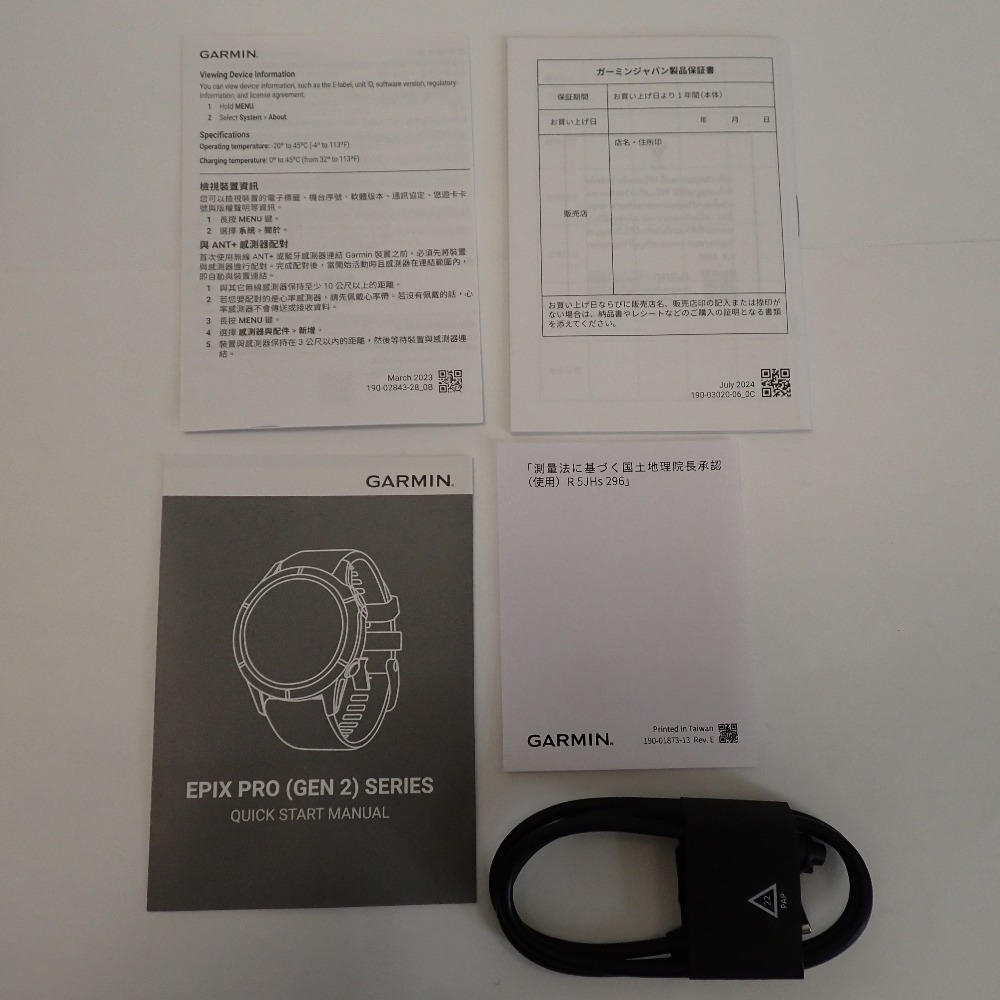 GARMIN.
Viewing Device Information
You can view device information, such as the E-label, unit ID, software version, regulatory
information, and license agreement.
1 Hold MENU.
2 Select System > About.
Specifications
Operating temperature: -20° to 45°C (-4° to 113°F)
Charging temperature: 0° to 45°C (from 32° to 113°F)
檢視裝置資訊
您可以檢視裝置的電子標籤、機台序號、軟體版本、通訊協定、您遊卡卡
號與版權聲明等資訊。
1 長按 MENU 鍵。
2 選擇 系統 > 關於。
與 ANT+ 感測器配對
首次使用無線 ANT+ 或藍牙感測器連結 Garmin 裝置之前，必須先將裝置
與感測器進行配對。完成配對後，當開始活動時且感測器在連結範圍內，
即自動與裝置連結。
1 與其它無線感測器保持至少 10 公尺以上的距離。
2 若您要配對的是心率感測器，請先佩戴心率帶。若沒有佩戴的話，心
率感測器不會傳送或接收資料。
3 長按 MENU 鍵。
4 選擇 感測器與配件 > 新增。
5 裝置與感測器保持在 3 公尺以內的距離，然後等待裝置與感測器連
結。
March 2023
190-02843-28_0B
ガーミンジャパン製品保証書
保証期間 お買い上げ日より 1 年間(本体)
お買い上げ日 年 月 日
店名・住所印
販売店
お買い上げ日ならびに販売店名、販売店印の記入または捺印が
ない場合は、納品書やレシートなどのご購入の証明となる書類
を添えてください。
July 2024
190-03020-06_0C
GARMIN.
EPIX PRO (GEN 2) SERIES
QUICK START MANUAL
「測量法に基づく国土地理院長承認
（使用）R 5JHs 296」
GARMIN.
Printed in Taiwan
190-01873-13 Rev. E
22
PAP